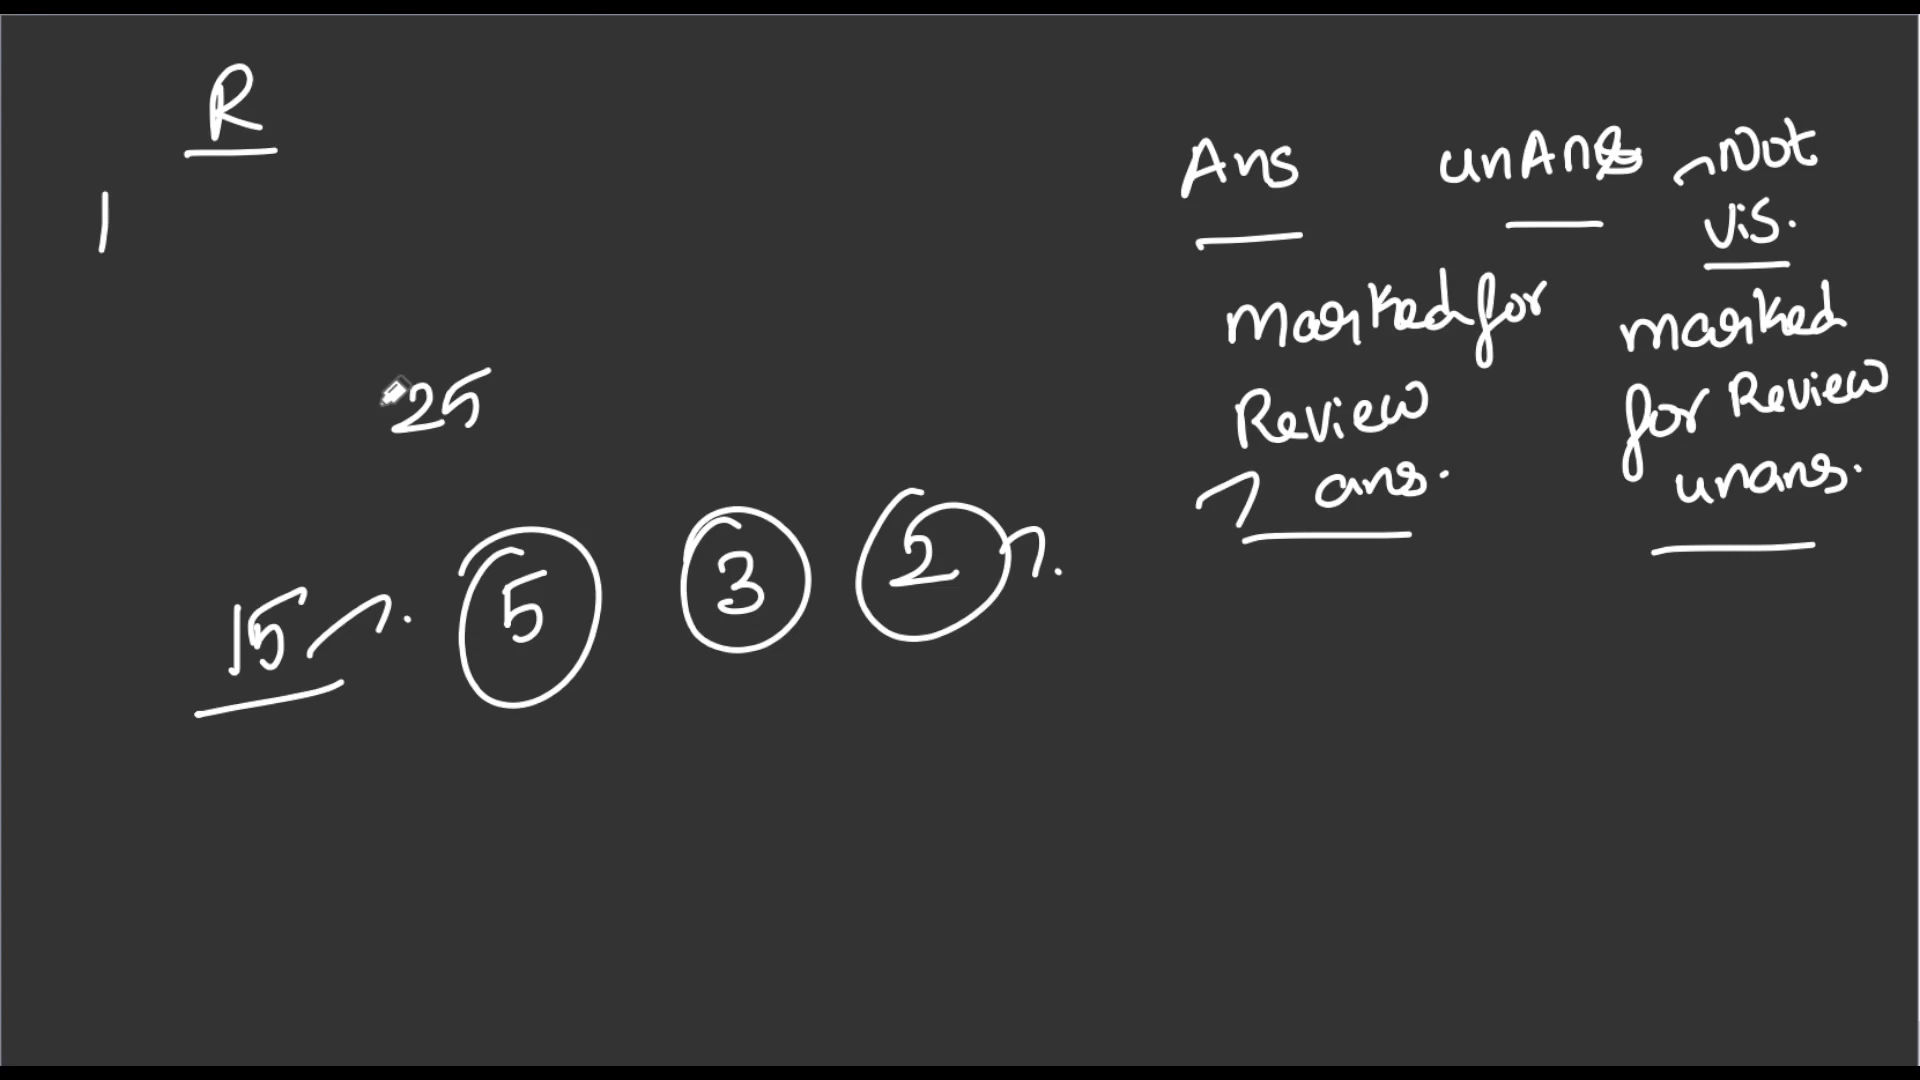 R
1
25
15 5 3 2
Ans unAns Not
Vis.
marked for
Review
ans.
marked
for Review
unans.